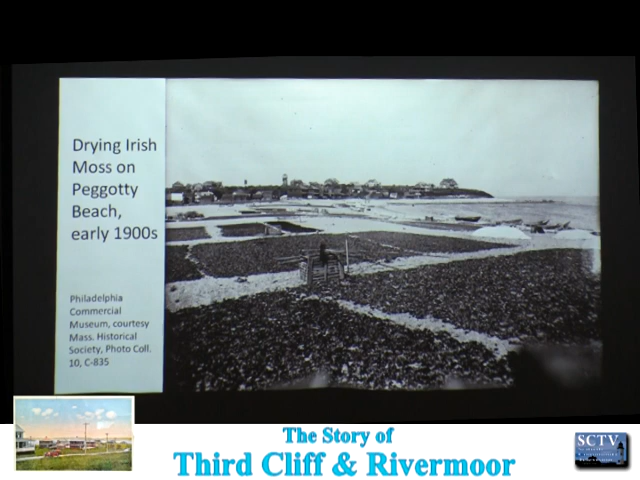 Drying Irish
Moss on
Peggotty
Beach,
early 1900s
Philadelphia
Commercial
Museum, courtesy
Mass. Historical
Society, Photo Coll.
10, C-835
The Story of
Third Cliff & Rivermoor
SCTV